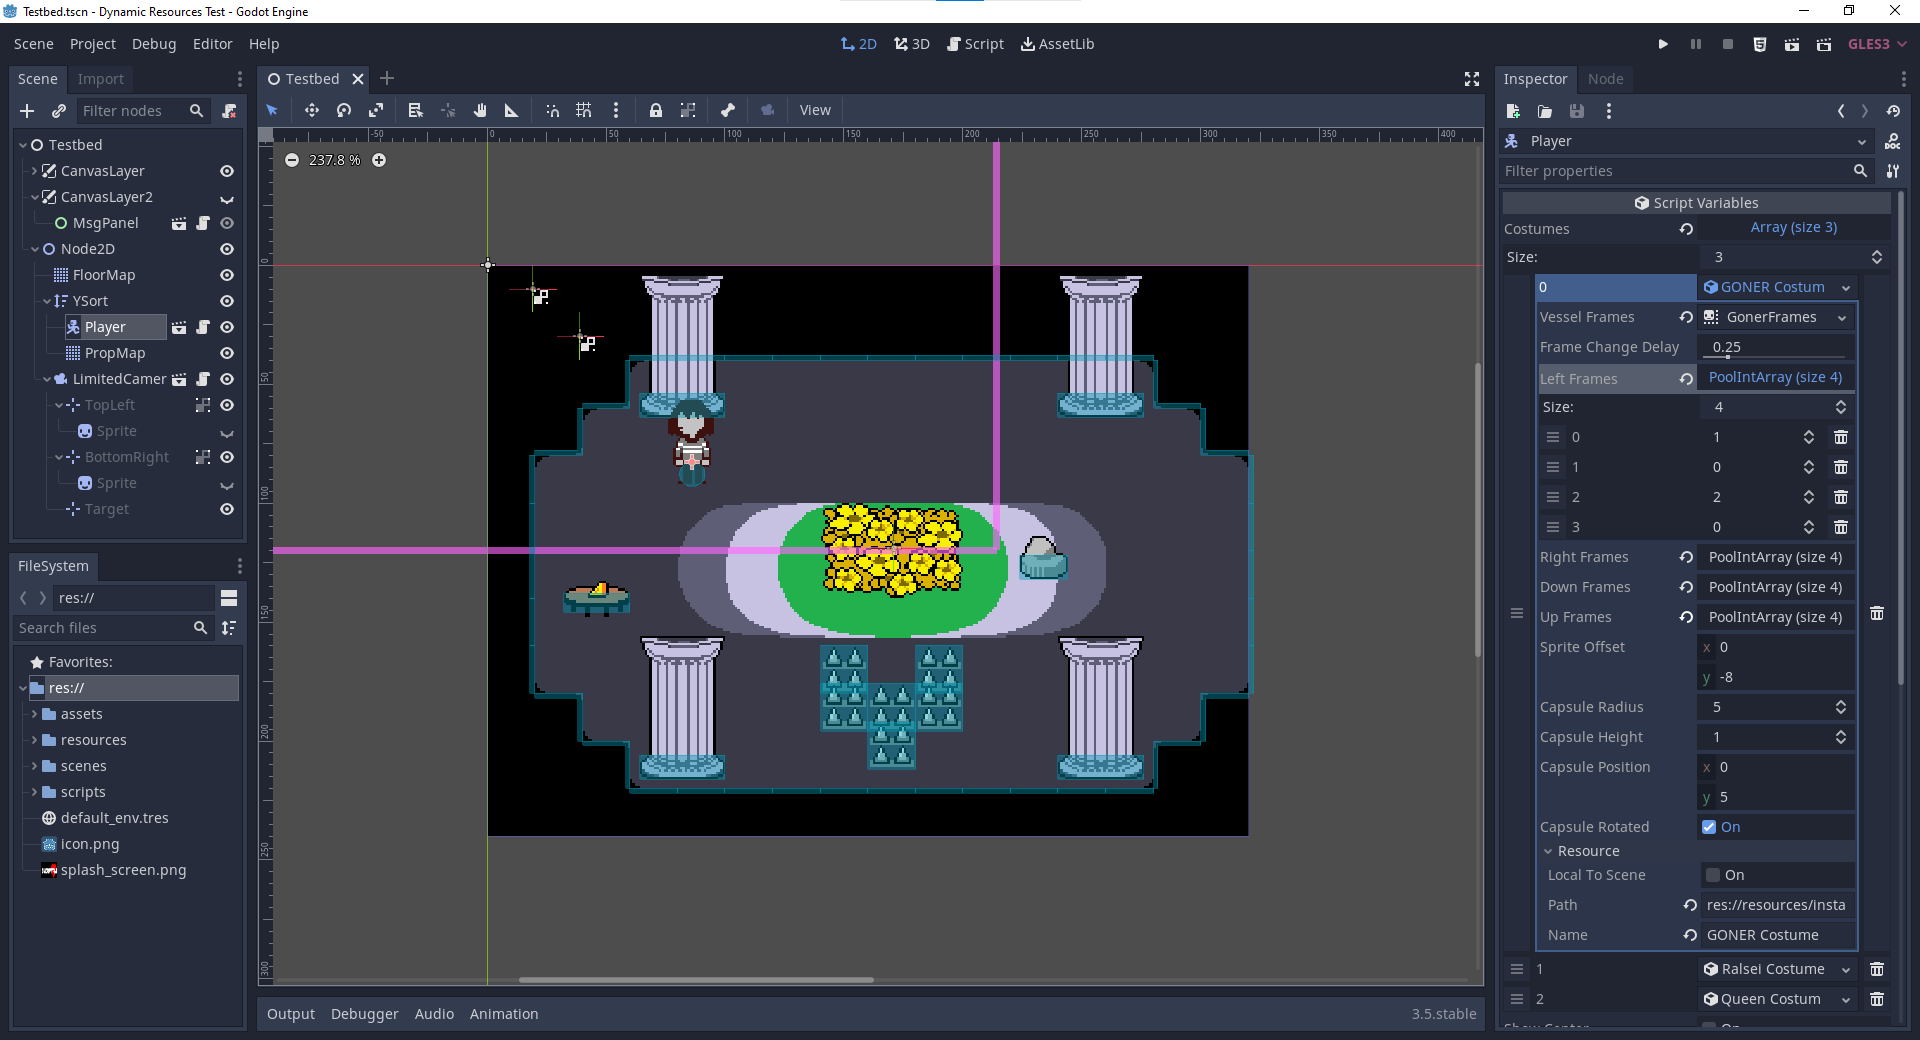 Testbed.tscn - Dynamic Resources Test - Godot Engine
Scene Project Debug Editor Help
2D 3D Script AssetLib
GLES3
Scene Import
Filter nodes
Testbed
CanvasLayer
CanvasLayer2
MsgPanel
Node2D
FloorMap
YSort
Player
PropMap
LimitedCamer
TopLeft
Sprite
BottomRight
Sprite
Target
FileSystem
res://
Search files
Favorites:
res://
assets
resources
scenes
scripts
default_env.tres
icon.png
splash_screen.png
Testbed
View
-50 0 50 100 150 200 250 300 350 400
237.8 %
0
50
100
150
200
250
300
Output Debugger Audio Animation 3.5.stable
Inspector Node
Player
DOC
Filter properties
Script Variables
Costumes Array (size 3)
Size: 3
0 GONER Costum
Vessel Frames GonerFrames
Frame Change Delay 0.25
Left Frames PoolIntArray (size 4)
Size: 4
0 1
1 0
2 2
3 0
Right Frames PoolIntArray (size 4)
Down Frames PoolIntArray (size 4)
Up Frames PoolIntArray (size 4)
Sprite Offset x 0
y -8
Capsule Radius 5
Capsule Height 1
Capsule Position x 0
y 5
Capsule Rotated On
Resource
Local To Scene On
Path res://resources/insta
Name GONER Costume
1 Ralsei Costume
2 Queen Costum